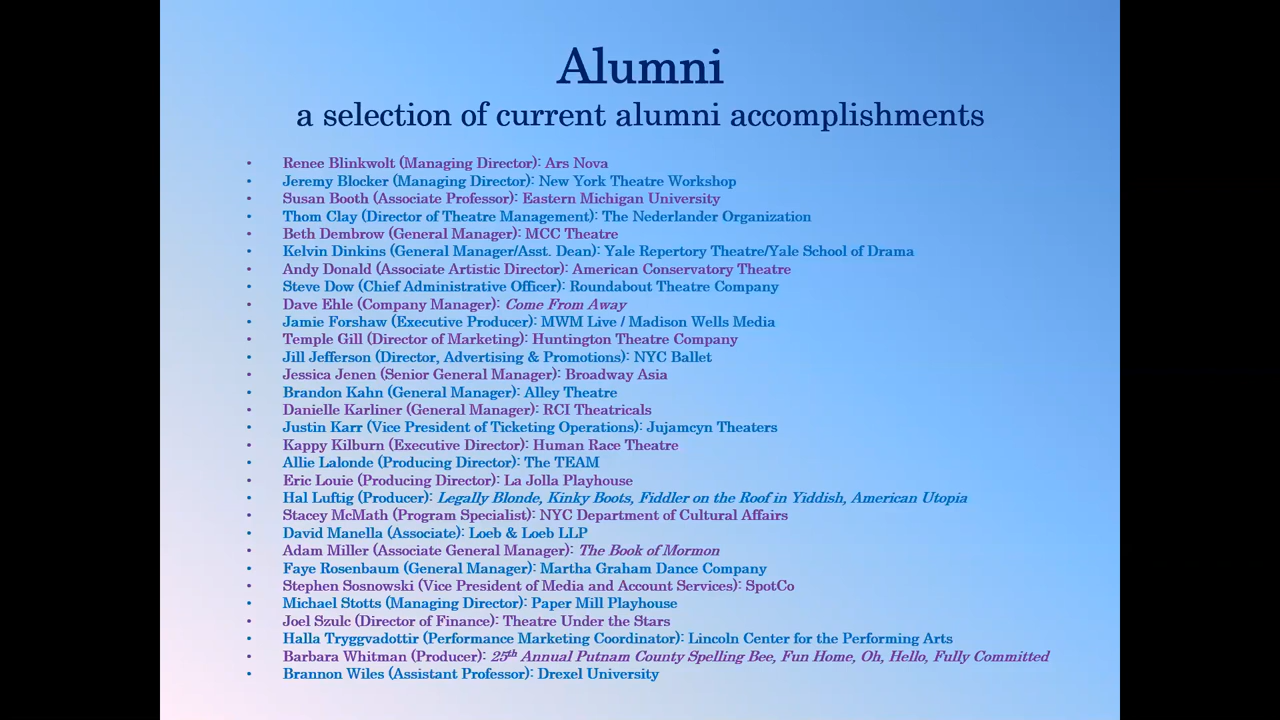 Alumni
a selection of current alumni accomplishments
• Renee Blinkwolt (Managing Director): Ars Nova
• Jeremy Blocker (Managing Director): New York Theatre Workshop
• Susan Booth (Associate Professor): Eastern Michigan University
• Thom Clay (Director of Theatre Management): The Nederlander Organization
• Beth Dembrow (General Manager): MCC Theatre
• Kelvin Dinkins (General Manager/Asst. Dean): Yale Repertory Theatre/Yale School of Drama
• Andy Donald (Associate Artistic Director): American Conservatory Theatre
• Steve Dow (Chief Administrative Officer): Roundabout Theatre Company
• Dave Ehle (Company Manager): Come From Away
• Jamie Forshaw (Executive Producer): MWM Live / Madison Wells Media
• Temple Gill (Director of Marketing): Huntington Theatre Company
• Jill Jefferson (Director, Advertising & Promotions): NYC Ballet
• Jessica Jenen (Senior General Manager): Broadway Asia
• Brandon Kahn (General Manager): Alley Theatre
• Danielle Karliner (General Manager): RCI Theatricals
• Justin Karr (Vice President of Ticketing Operations): Jujamcyn Theaters
• Kappy Kilburn (Executive Director): Human Race Theatre
• Allie Lalonde (Producing Director): The TEAM
• Eric Louie (Producing Director): La Jolla Playhouse
• Hal Luftig (Producer): Legally Blonde, Kinky Boots, Fiddler on the Roof in Yiddish, American Utopia
• Stacey McMath (Program Specialist): NYC Department of Cultural Affairs
• David Manella (Associate): Loeb & Loeb LLP
• Adam Miller (Associate General Manager): The Book of Mormon
• Faye Rosenbaum (General Manager): Martha Graham Dance Company
• Stephen Sosnowski (Vice President of Media and Account Services): SpotCo
• Michael Stotts (Managing Director): Paper Mill Playhouse
• Joel Szulc (Director of Finance): Theatre Under the Stars
• Halla Tryggvadottir (Performance Marketing Coordinator): Lincoln Center for the Performing Arts
• Barbara Whitman (Producer): 25th Annual Putnam County Spelling Bee, Fun Home, Oh, Hello, Fully Committed
• Brannon Wiles (Assistant Professor): Drexel University